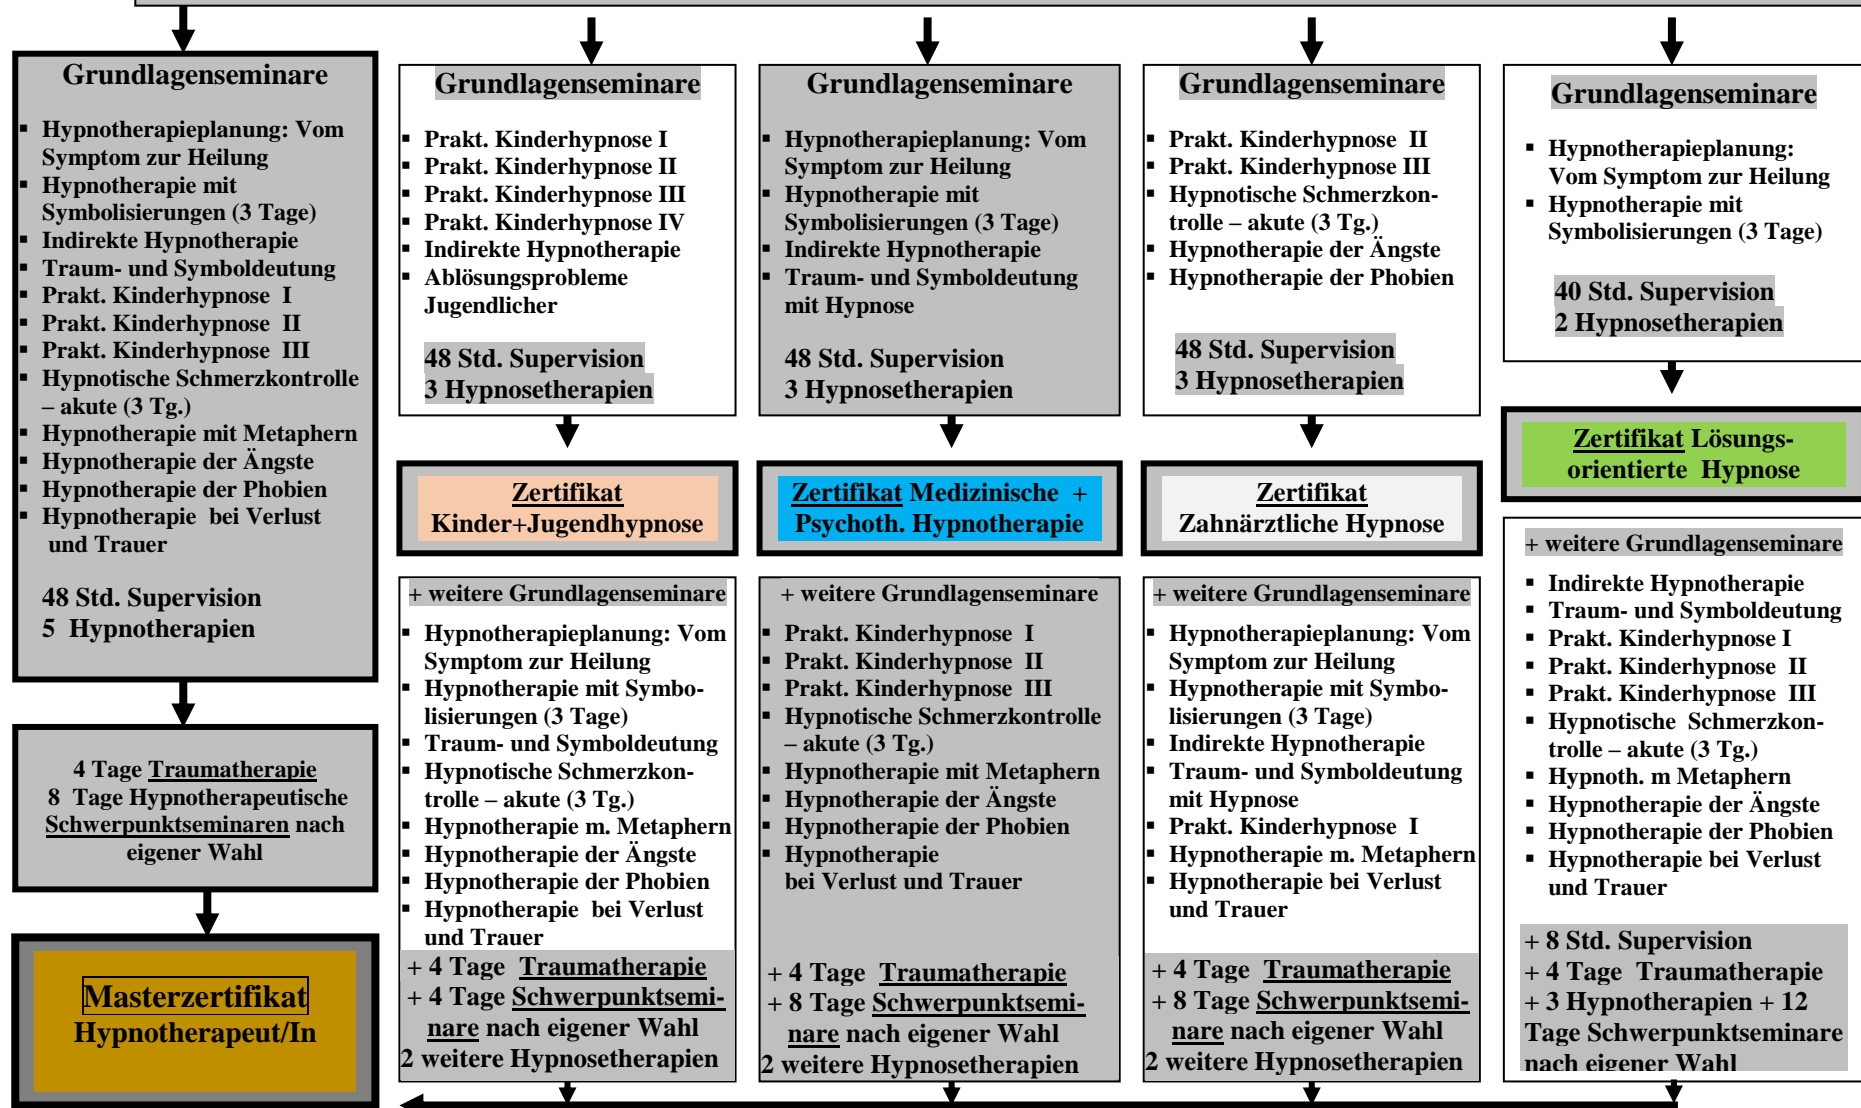 Grundlagenseminare
▪ Hypnotherapieplanung: Vom
Symptom zur Heilung
▪ Hypnotherapie mit
Symbolisierungen (3 Tage)
▪ Indirekte Hypnotherapie
▪ Traum- und Symboldeutung
▪ Prakt. Kinderhypnose I
▪ Prakt. Kinderhypnose II
▪ Prakt. Kinderhypnose III
▪ Hypnotische Schmerzkontrolle
– akute (3 Tg.)
▪ Hypnotherapie mit Metaphern
▪ Hypnotherapie der Ängste
▪ Hypnotherapie der Phobien
▪ Hypnotherapie bei Verlust
und Trauer
48 Std. Supervision
5 Hypnotherapien
4 Tage Traumatherapie
8 Tage Hypnotherapeutische
Schwerpunktseminaren nach
eigener Wahl
Masterzertifikat
Hypnotherapeut/In
Grundlagenseminare
▪ Prakt. Kinderhypnose I
▪ Prakt. Kinderhypnose II
▪ Prakt. Kinderhypnose III
▪ Prakt. Kinderhypnose IV
▪ Indirekte Hypnotherapie
▪ Ablösungsprobleme
Jugendlicher
48 Std. Supervision
3 Hypnosetherapien
Zertifikat
Kinder+Jugendhypnose
+ weitere Grundlagenseminare
▪ Hypnotherapieplanung: Vom
Symptom zur Heilung
▪ Hypnotherapie mit Symbo-
lisierungen (3 Tage)
▪ Traum- und Symboldeutung
▪ Hypnotische Schmerzkon-
trolle – akute (3 Tg.)
▪ Hypnotherapie m. Metaphern
▪ Hypnotherapie der Ängste
▪ Hypnotherapie der Phobien
▪ Hypnotherapie bei Verlust
und Trauer
+ 4 Tage Traumatherapie
+ 4 Tage Schwerpunktsemi-
nare nach eigener Wahl
2 weitere Hypnosetherapien
Grundlagenseminare
▪ Hypnotherapieplanung: Vom
Symptom zur Heilung
▪ Hypnotherapie mit
Symbolisierungen (3 Tage)
▪ Indirekte Hypnotherapie
▪ Traum- und Symboldeutung
mit Hypnose
48 Std. Supervision
3 Hypnosetherapien
Zertifikat Medizinische +
Psychoth. Hypnotherapie
+ weitere Grundlagenseminare
▪ Prakt. Kinderhypnose I
▪ Prakt. Kinderhypnose II
▪ Prakt. Kinderhypnose III
▪ Hypnotische Schmerzkontrolle
– akute (3 Tg.)
▪ Hypnotherapie mit Metaphern
▪ Hypnotherapie der Ängste
▪ Hypnotherapie der Phobien
▪ Hypnotherapie
bei Verlust und Trauer
+ 4 Tage Traumatherapie
+ 8 Tage Schwerpunktsemi-
nare nach eigener Wahl
2 weitere Hypnosetherapien
Grundlagenseminare
▪ Prakt. Kinderhypnose II
▪ Prakt. Kinderhypnose III
▪ Hypnotische Schmerzkon-
trolle – akute (3 Tg.)
▪ Hypnotherapie der Ängste
▪ Hypnotherapie der Phobien
48 Std. Supervision
3 Hypnosetherapien
Zertifikat
Zahnärztliche Hypnose
+ weitere Grundlagenseminare
▪ Hypnotherapieplanung: Vom
Symptom zur Heilung
▪ Hypnotherapie mit Symbo-
lisierungen (3 Tage)
▪ Indirekte Hypnotherapie
▪ Traum- und Symboldeutung
mit Hypnose
▪ Prakt. Kinderhypnose I
▪ Hypnotherapie m. Metaphern
▪ Hypnotherapie bei Verlust
und Trauer
+ 4 Tage Traumatherapie
+ 8 Tage Schwerpunktsemi-
nare nach eigener Wahl
2 weitere Hypnosetherapien
Grundlagenseminare
▪ Hypnotherapieplanung:
Vom Symptom zur Heilung
▪ Hypnotherapie mit
Symbolisierungen (3 Tage)
40 Std. Supervision
2 Hypnosetherapien
Zertifikat Lösungs-
orientierte Hypnose
+ weitere Grundlagenseminare
▪ Indirekte Hypnotherapie
▪ Traum- und Symboldeutung
▪ Prakt. Kinderhypnose I
▪ Prakt. Kinderhypnose II
▪ Prakt. Kinderhypnose III
▪ Hypnotische Schmerzkon-
trolle – akute (3 Tg.)
▪ Hypnoth. m Metaphern
▪ Hypnotherapie der Ängste
▪ Hypnotherapie der Phobien
▪ Hypnotherapie bei Verlust
und Trauer
+ 8 Std. Supervision
+ 4 Tage Traumatherapie
+ 3 Hypnotherapien + 12
Tage Schwerpunktseminare
nach eigener Wahl